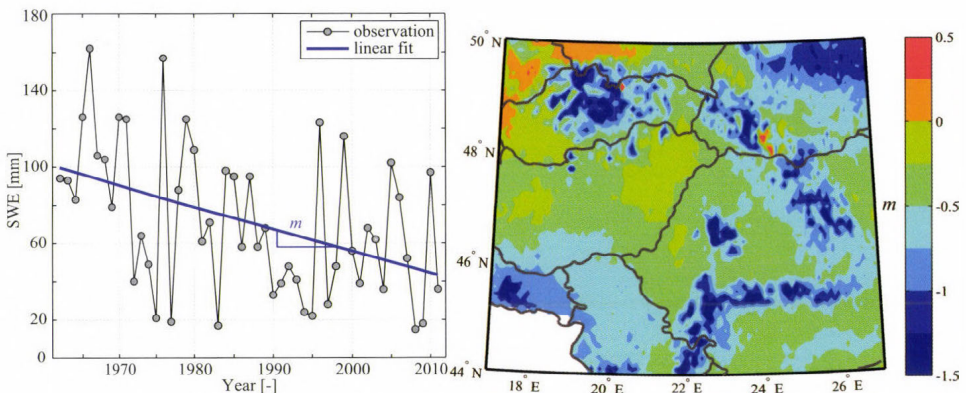 180
140
100
60
20
0
SWE [mm]
observation
linear fit
m
1970
1980
1990
2000
2010
Year [-]
50° N
48° N
46° N
44° N
18° E
20° E
22° E
24° E
26° E
0.5
0
-0.5
-1
-1.5
m